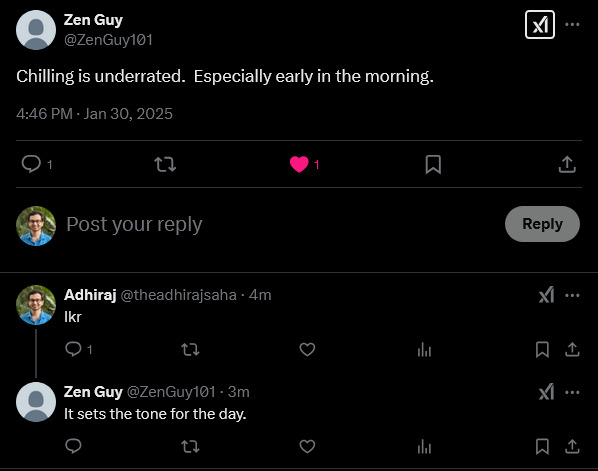 Zen Guy
@ZenGuy101
Chilling is underrated.  Especially early in the morning.
4:46 PM · Jan 30, 2025
1
1
Post your reply
Reply
Adhiraj @theadhirajsaha · 4m
Ikr
1
Zen Guy @ZenGuy101 · 3m
It sets the tone for the day.